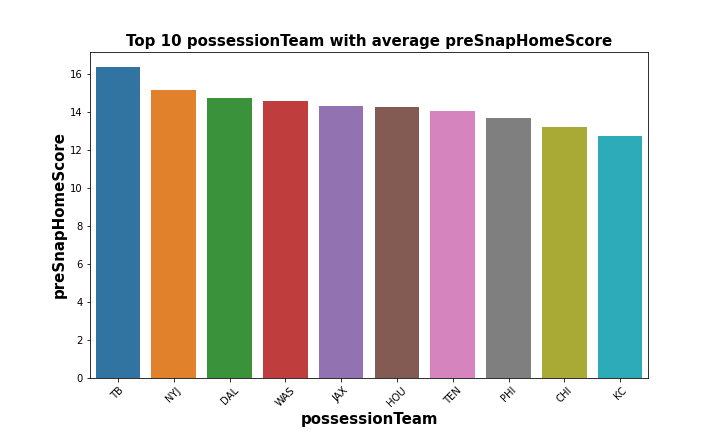 Top 10 possessionTeam with average preSnapHomeScore
preSnapHomeScore
16
14
12
10
8
6
4
2
0
TB
NYJ
DAL
WAS
JAX
HOU
TEN
PHI
CHI
KC
possessionTeam